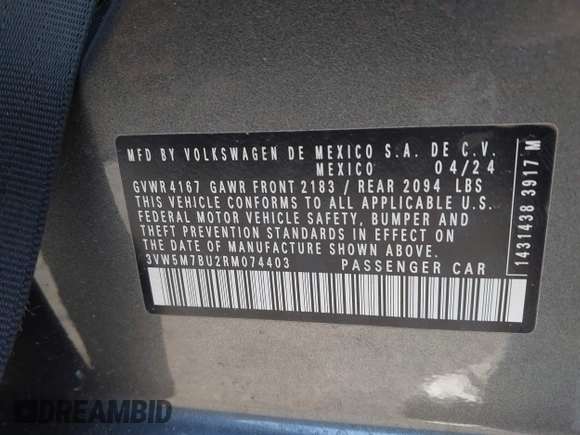 MFD BY VOLKSWAGEN DE MEXICO S.A. DE C.V.
MEXICO 04/24
GVWR 4167 GAWR FRONT 2183 / REAR 2094 LBS
THIS VEHICLE CONFORMS TO ALL APPLICABLE U.S.
FEDERAL MOTOR VEHICLE SAFETY, BUMPER AND
THEFT PREVENTION STANDARDS IN EFFECT ON
THE DATE OF MANUFACTURE SHOWN ABOVE.
3VW5M7BU2RM074403 PASSENGER CAR
1431438 3917 M
DREAMBID